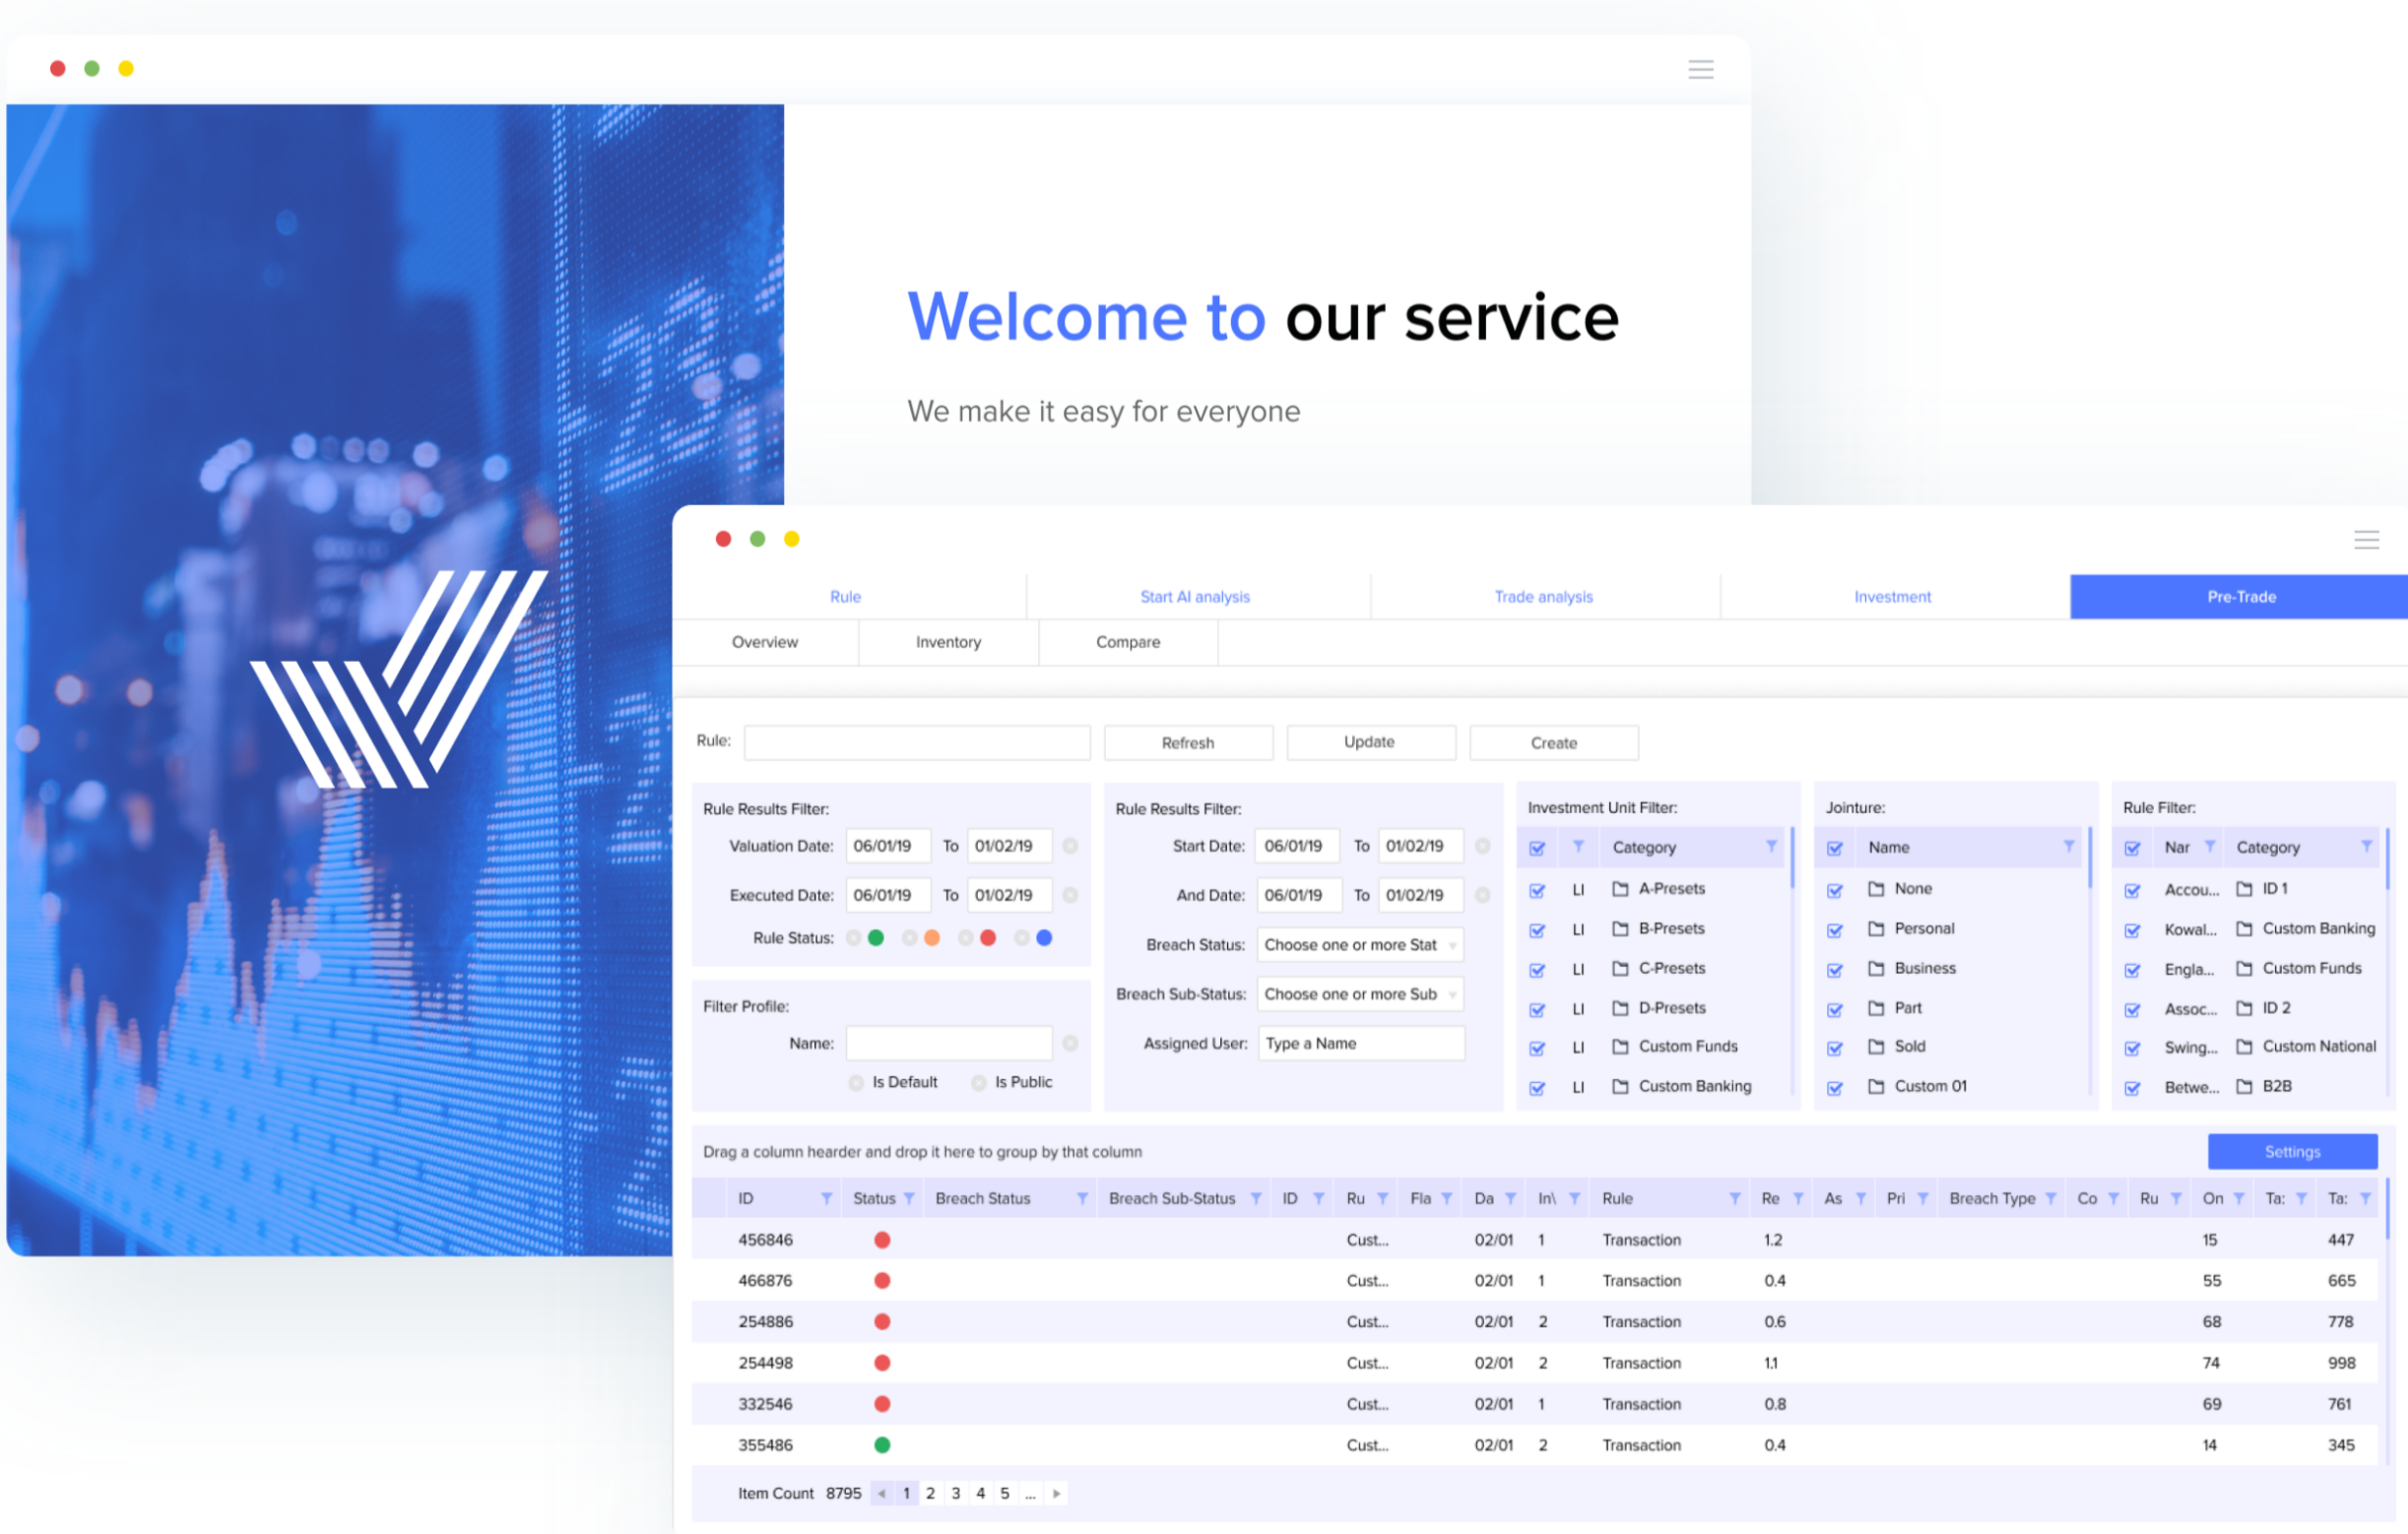 Welcome to our service
We make it easy for everyone
Rule Start AI analysis Trade analysis Investment Pre-Trade
Overview Inventory Compare
Rule: Refresh Update Create
Rule Results Filter:
Valuation Date: 06/01/19 To 01/02/19
Executed Date: 06/01/19 To 01/02/19
Rule Status:
Filter Profile:
Name:
Is Default Is Public
Rule Results Filter:
Start Date: 06/01/19 To 01/02/19
And Date: 06/01/19 To 01/02/19
Breach Status: Choose one or more Stat
Breach Sub-Status: Choose one or more Sub
Assigned User: Type a Name
Investment Unit Filter:
Category
LI A-Presets
LI B-Presets
LI C-Presets
LI D-Presets
LI Custom Funds
LI Custom Banking
Jointure:
Name
None
Personal
Business
Part
Sold
Custom 01
Rule Filter:
Nar Category
Accou... ID 1
Kowal... Custom Banking
Engla... Custom Funds
Assoc... ID 2
Swing... Custom National
Betwe... B2B
Drag a column hearder and drop it here to group by that column Settings
ID Status Breach Status Breach Sub-Status ID Ru Fla Da In\ Rule Re As Pri Breach Type Co Ru On Ta: Ta:
456846 Cust... 02/01 1 Transaction 1.2 15 447
466876 Cust... 02/01 1 Transaction 0.4 55 665
254886 Cust... 02/01 2 Transaction 0.6 68 778
254498 Cust... 02/01 2 Transaction 1.1 74 998
332546 Cust... 02/01 1 Transaction 0.8 69 761
355486 Cust... 02/01 2 Transaction 0.4 14 345
Item Count 8795 1 2 3 4 5 ...